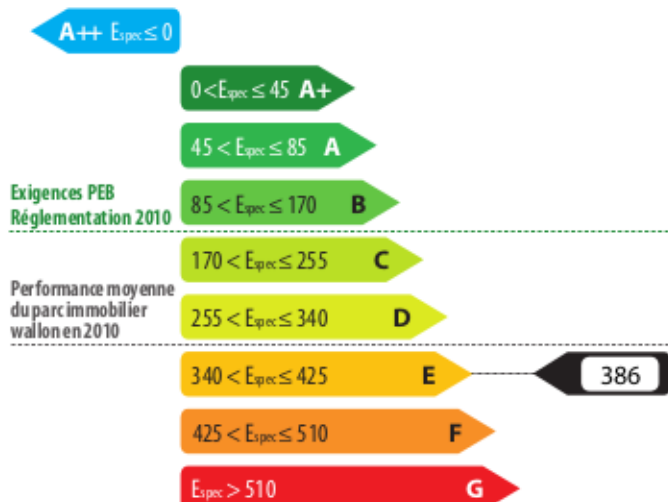 A++ Espec ≤ 0
0 < Espec ≤ 45 A+
45 < Espec ≤ 85 A
Exigences PEB
Réglementation 2010
85 < Espec ≤ 170 B
170 < Espec ≤ 255 C
Performance moyenne
du parc immobilier
wallon en 2010
255 < Espec ≤ 340 D
340 < Espec ≤ 425 E
386
425 < Espec ≤ 510 F
Espec > 510 G